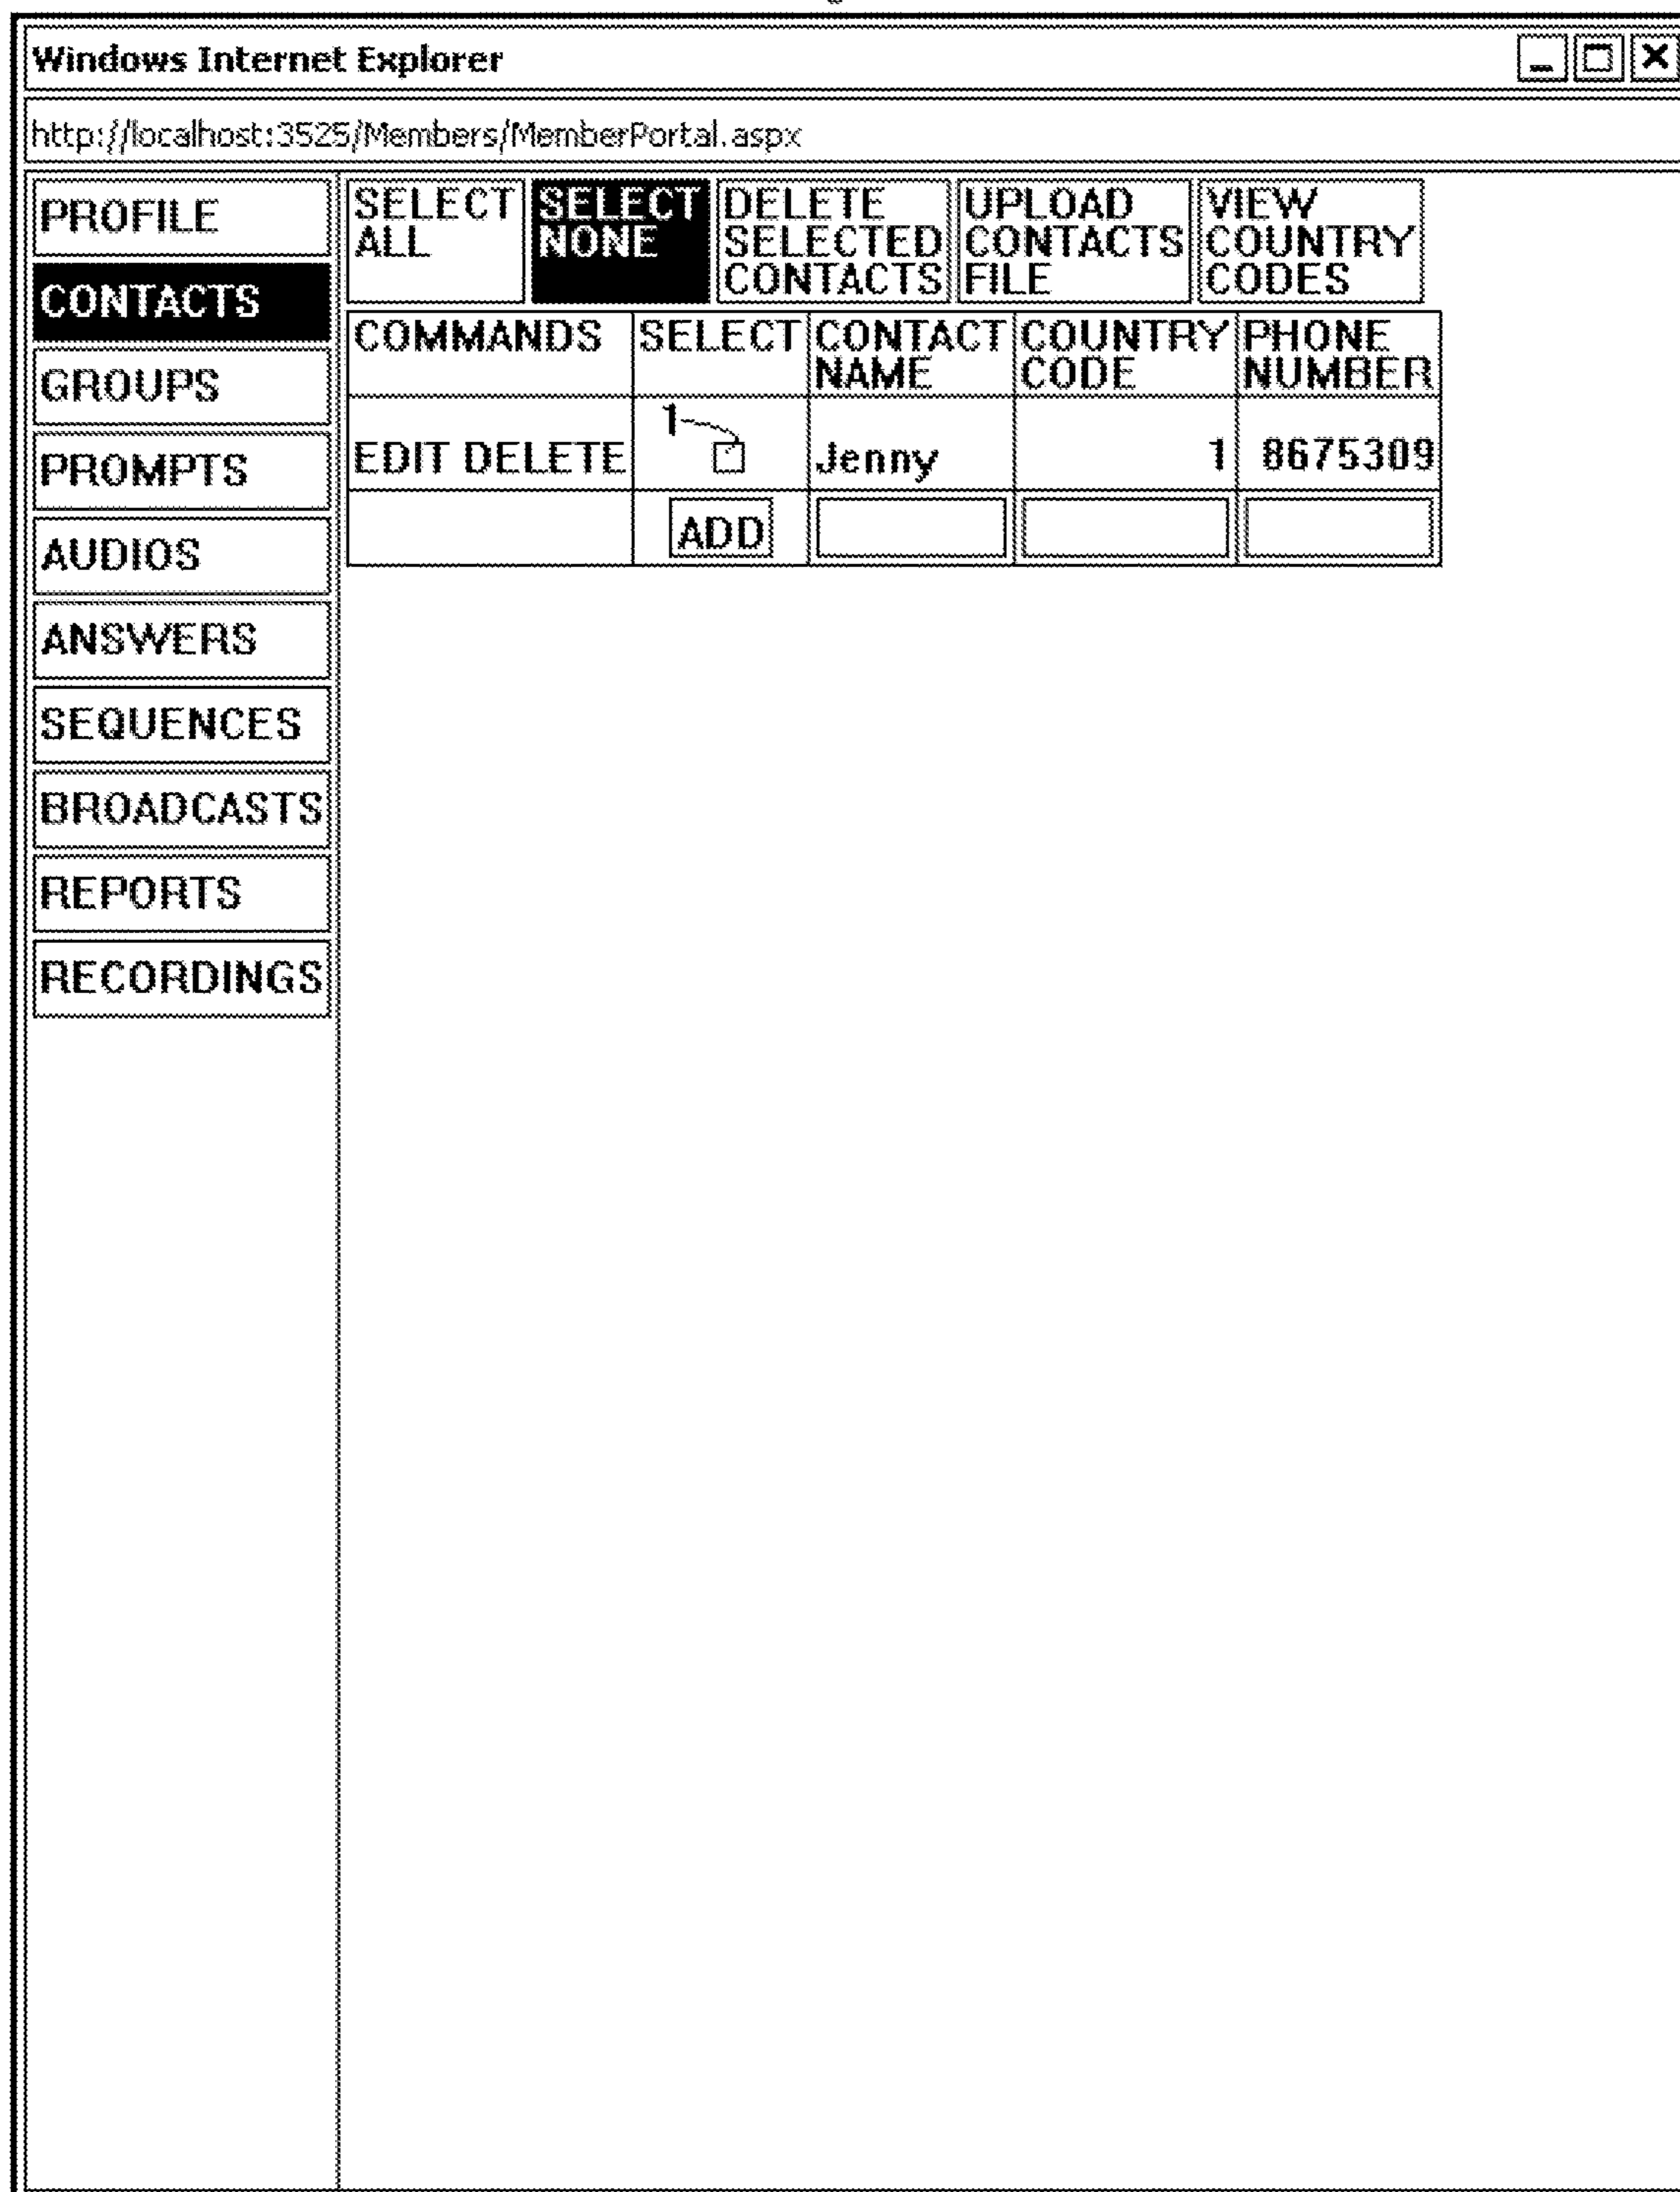 Windows Internet Explorer
http://localhost:3525/Members/MemberPortal.aspx
PROFILE
CONTACTS
GROUPS
PROMPTS
AUDIOS
ANSWERS
SEQUENCES
BROADCASTS
REPORTS
RECORDINGS
SELECT
ALL
SELECT
NONE
DELETE
SELECTED
CONTACTS
UPLOAD
CONTACTS
FILE
VIEW
COUNTRY
CODES
COMMANDS
SELECT
CONTACT
NAME
COUNTRY
CODE
PHONE
NUMBER
1
EDIT DELETE
Jenny
1
8675309
ADD